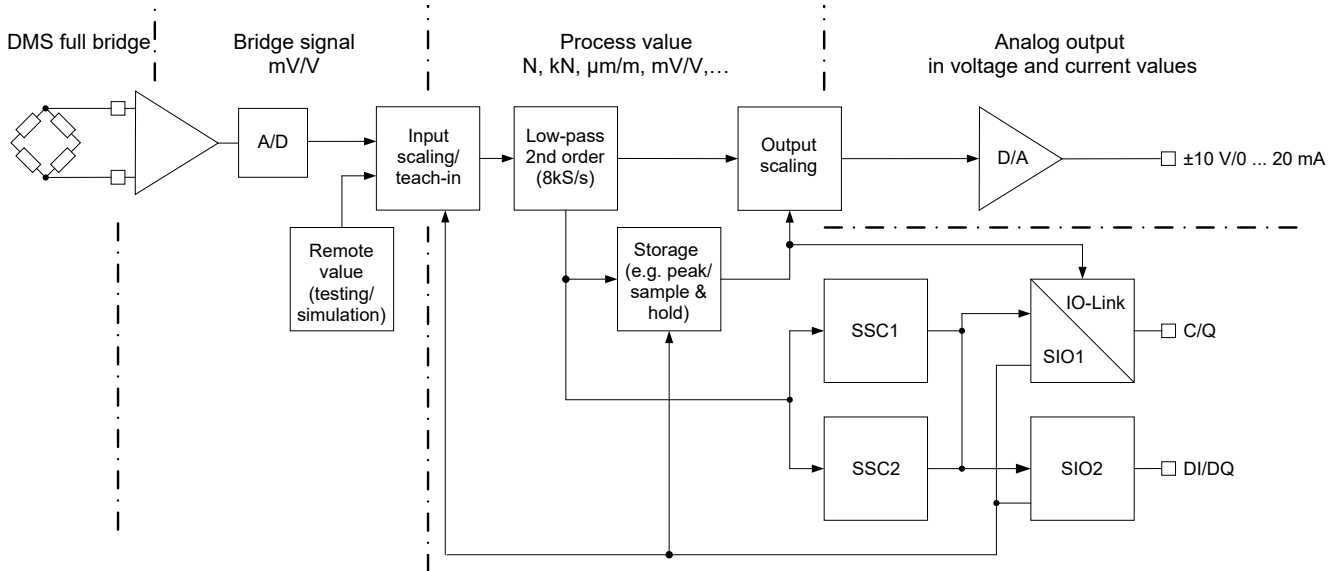 DMS full bridge
Bridge signal
mV/V
Process value
N, kN, µm/m, mV/V,...
Analog output
in voltage and current values
A/D
Input
scaling/
teach-in
Low-pass
2nd order
(8kS/s)
Output
scaling
D/A
±10 V/0 ... 20 mA
Remote
value
(testing/
simulation)
Storage
(e.g. peak/
sample &
hold)
SSC1
IO-Link
SIO1
C/Q
SSC2
SIO2
DI/DQ